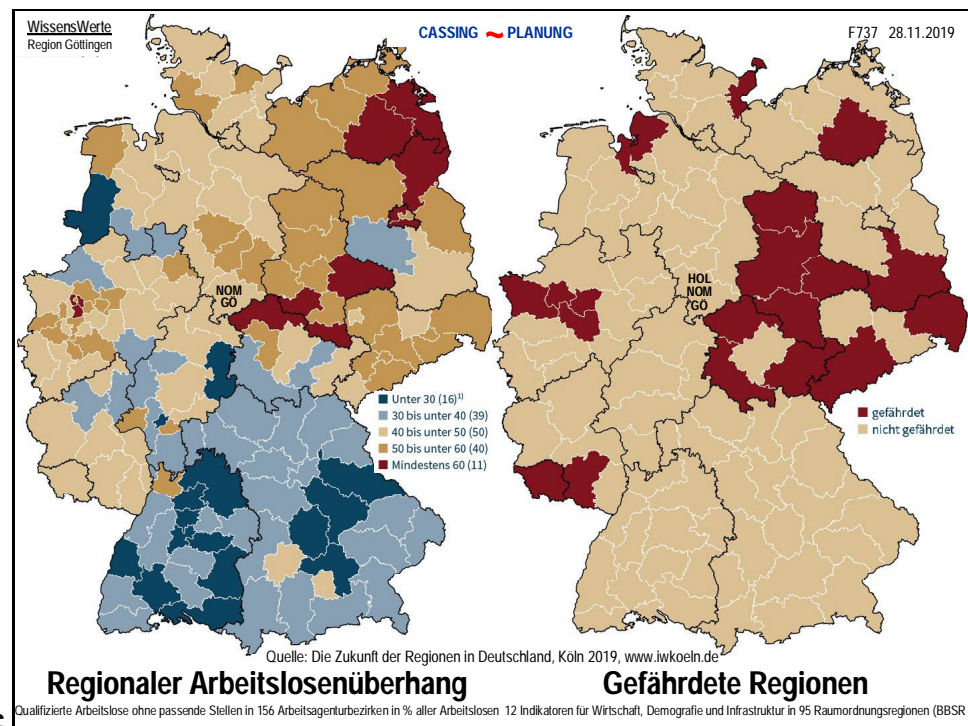 WissensWerte
Region Göttingen
CASSING ~ PLANUNG
F737 28.11.2019
NOM
GÖ
HOL
NOM
GÖ
Unter 30 (16)¹⁾
30 bis unter 40 (39)
40 bis unter 50 (50)
50 bis unter 60 (40)
Mindestens 60 (11)
gefährdet
nicht gefährdet
Quelle: Die Zukunft der Regionen in Deutschland, Köln 2019, www.iwkoeln.de
Regionaler Arbeitslosenüberhang
Gefährdete Regionen
Qualifizierte Arbeitslose ohne passende Stellen in 156 Arbeitsagenturbezirken in % aller Arbeitslosen 12 Indikatoren für Wirtschaft, Demografie und Infrastruktur in 95 Raumordnungsregionen (BBSR